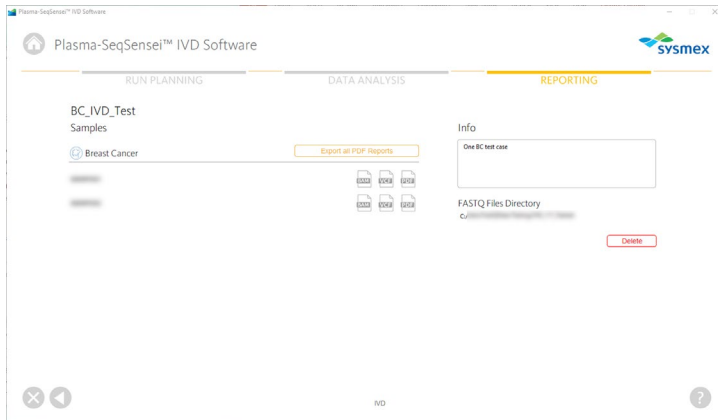 Plasma-SeqSensei™ IVD Software
Plasma-SeqSensei™ IVD Software
sysmex
RUN PLANNING
DATA ANALYSIS
REPORTING
BC_IVD_Test
Samples
Breast Cancer
Export all PDF Reports
BAM VCF PDF
BAM VCF PDF
Info
One BC test case
FASTQ Files Directory
Delete
IVD
?